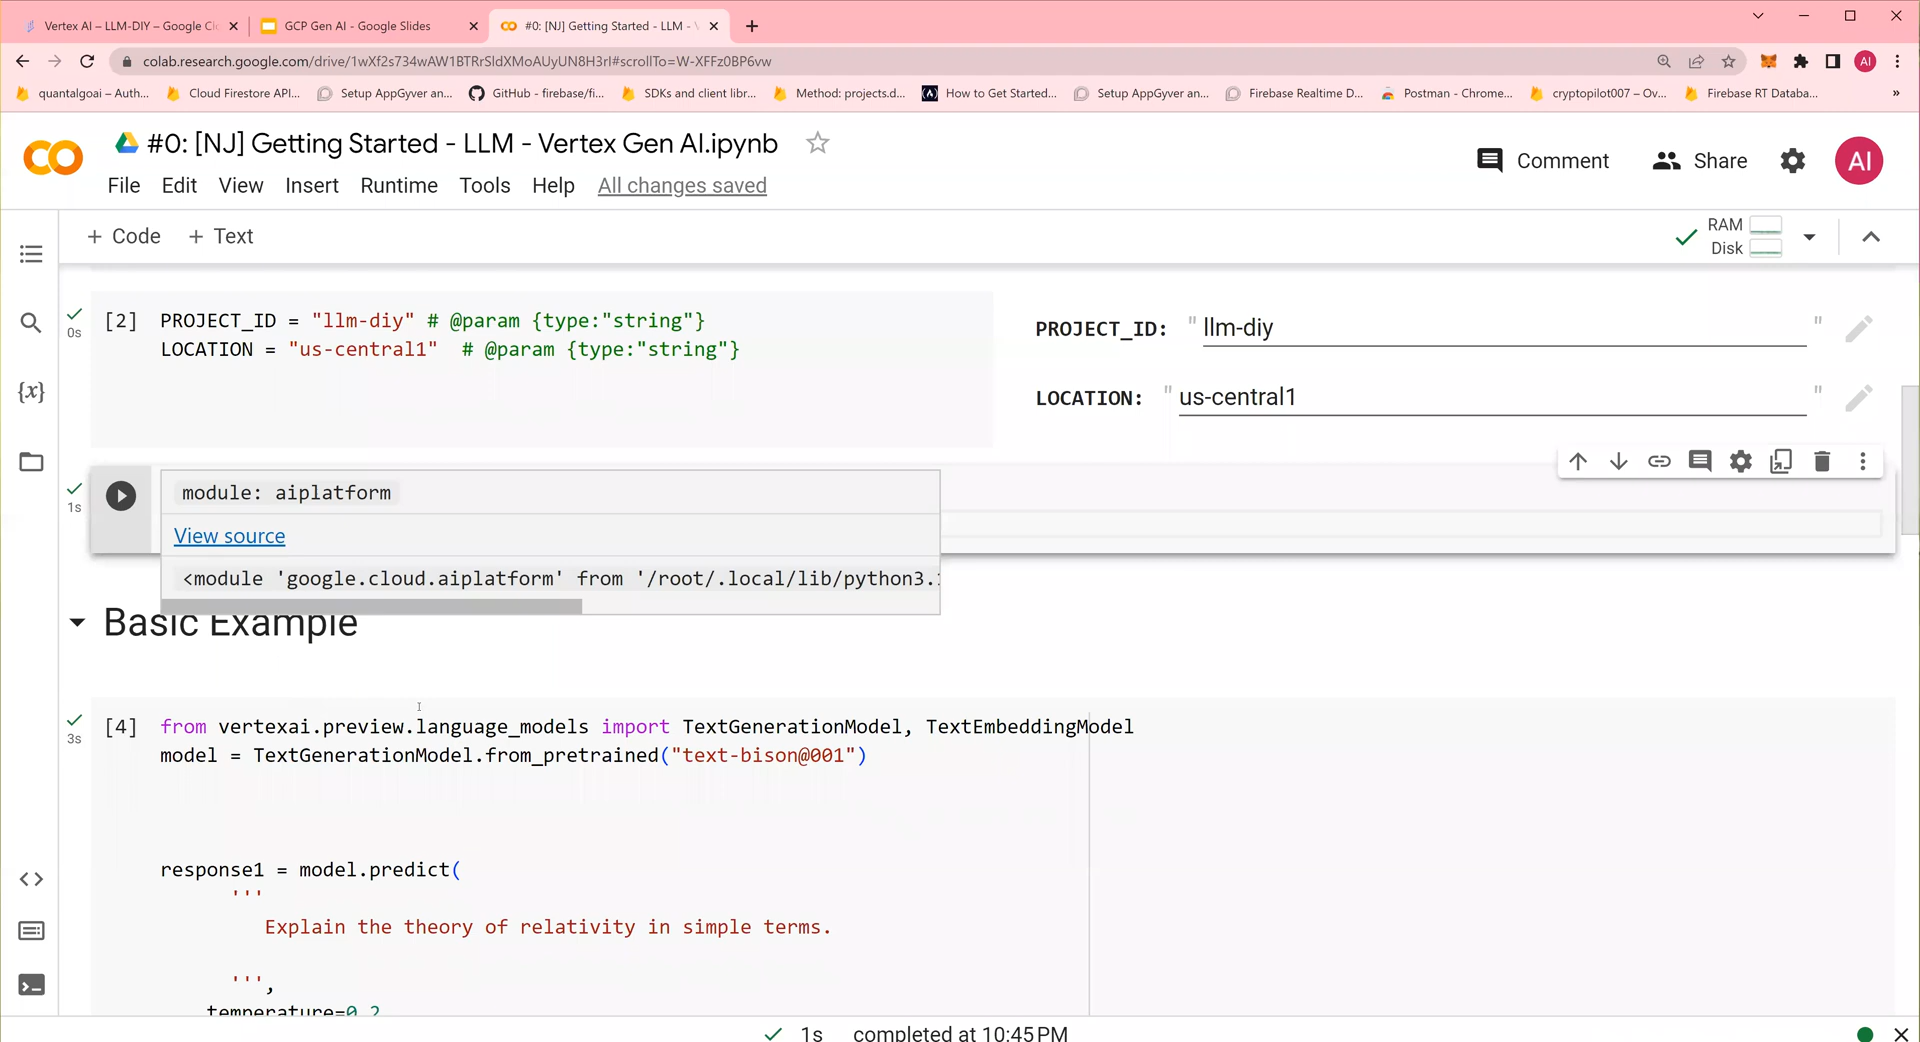 Vertex AI – LLM-DIY – Google Clo
GCP Gen AI - Google Slides
#0: [NJ] Getting Started - LLM -
colab.research.google.com/drive/1wXf2s734wAW1BTRrSldXMoAUyUN8H3rI#scrollTo=W-XFFz0BP6vw
AI
quantalgoai – Auth...
Cloud Firestore API...
Setup AppGyver an...
GitHub - firebase/fi...
SDKs and client libr...
Method: projects.d...
How to Get Started...
Setup AppGyver an...
Firebase Realtime D...
Postman - Chrome...
cryptopilot007 – Ov...
Firebase RT Databa...
»
#0: [NJ] Getting Started - LLM - Vertex Gen AI.ipynb
Comment
Share
AI
File Edit View Insert Runtime Tools Help All changes saved
+ Code + Text
RAM
Disk
0s
[2] PROJECT_ID = "llm-diy" # @param {type:"string"}
LOCATION = "us-central1" # @param {type:"string"}
PROJECT_ID: "llm-diy"
LOCATION: "us-central1"
{x}
1s
module: aiplatform
View source
<module 'google.cloud.aiplatform' from '/root/.local/lib/python3.
Basic Example
3s
[4] from vertexai.preview.language_models import TextGenerationModel, TextEmbeddingModel
model = TextGenerationModel.from_pretrained("text-bison@001")
response1 = model.predict(
'''
Explain the theory of relativity in simple terms.
''',
temperature=0.2
1s completed at 10:45 PM